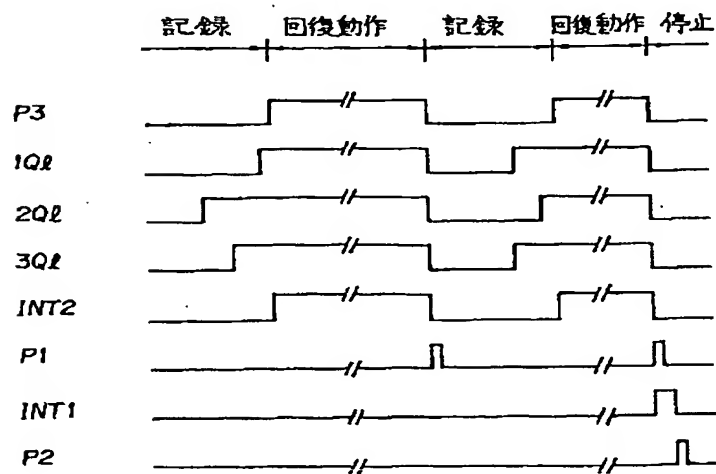 記録 回復動作 記録 回復動作 停止
P3
1Qℓ
2Qℓ
3Qℓ
INT2
P1
INT1
P2